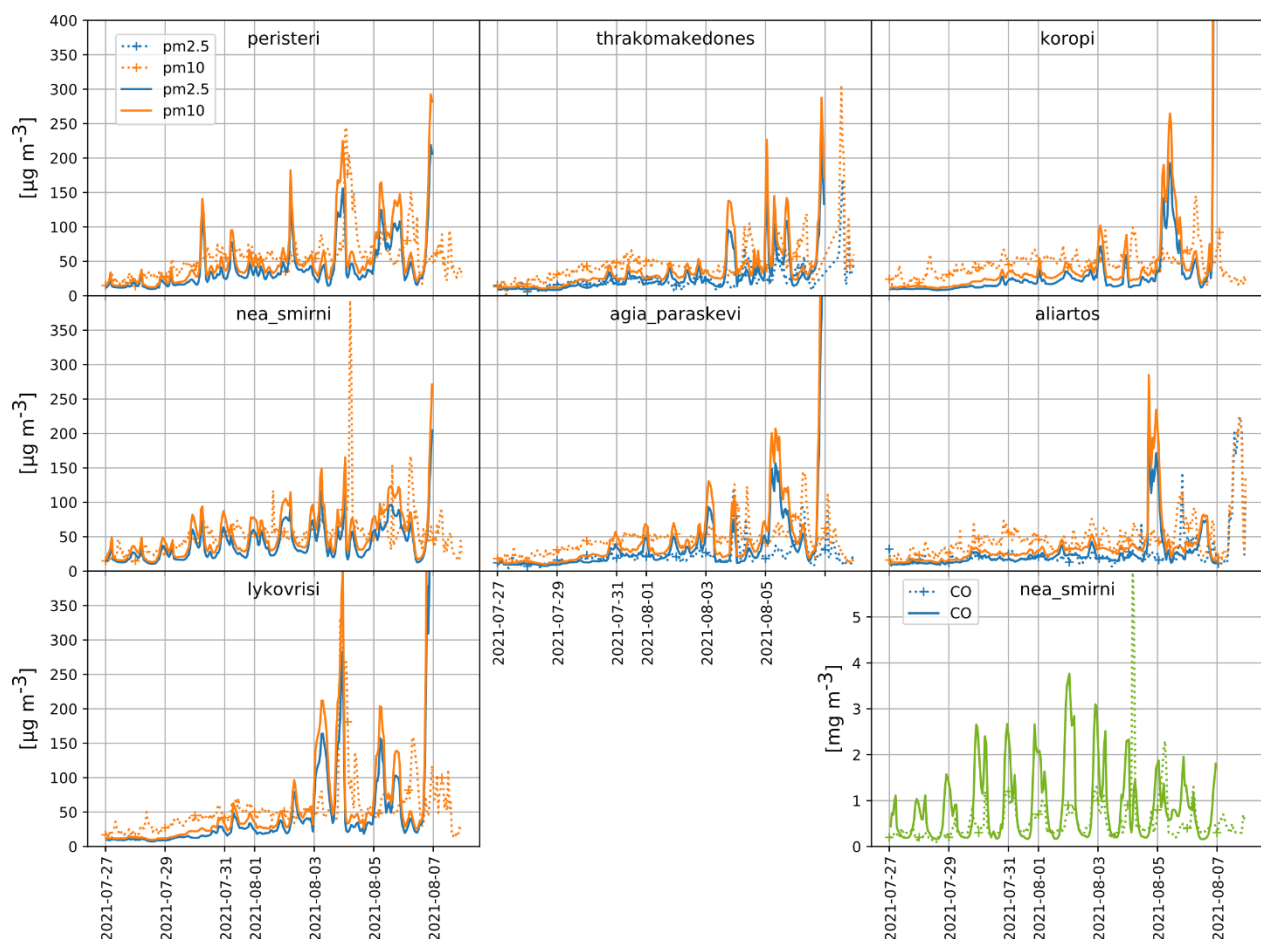 400
350
300
250
200
150
100
50
0
[µg m⁻³]
peristeri
pm2.5
pm10
pm2.5
pm10
thrakomakedones
koropi
350
300
250
200
150
100
50
0
[µg m⁻³]
nea_smirni
agia_paraskevi
aliartos
350
300
250
200
150
100
50
0
[µg m⁻³]
lykovrisi
2021-07-27
2021-07-29
2021-07-31
2021-08-01
2021-08-03
2021-08-05
2021-08-07
2021-07-27
2021-07-29
2021-07-31
2021-08-01
2021-08-03
2021-08-05
CO
CO
nea_smirni
5
4
3
2
1
0
[mg m⁻³]
2021-07-27
2021-07-29
2021-07-31
2021-08-01
2021-08-03
2021-08-05
2021-08-07